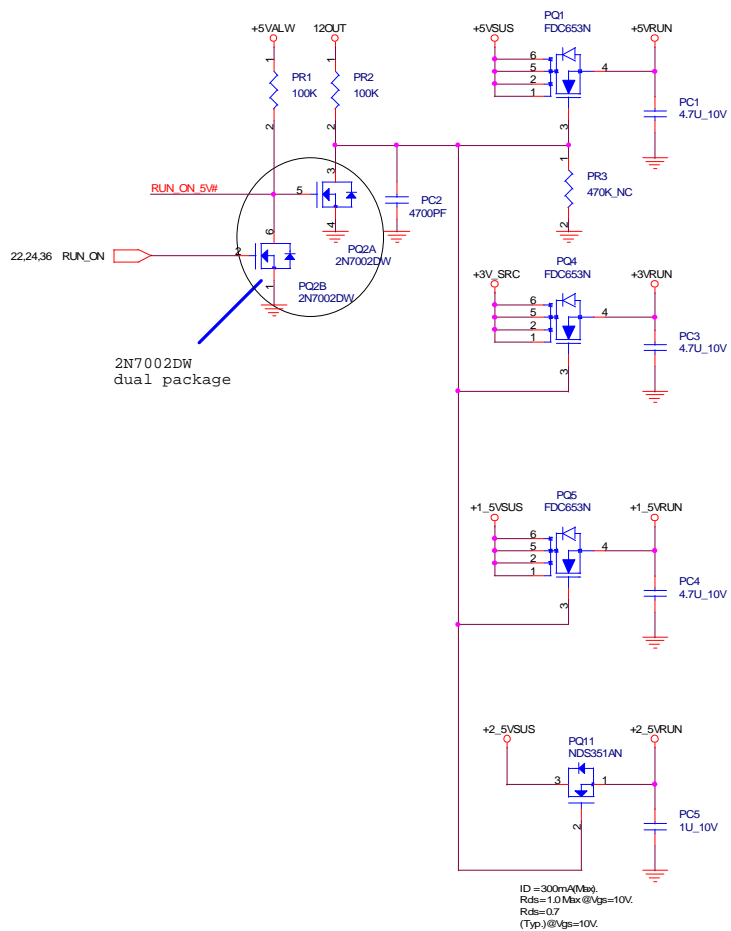 +5VALW
12OUT
1
PR1
100K
2
1
PR2
100K
2
RUN_ON_5V#
5
3
4
PQ2A
2N7002DW
PC2
4700PF
22,24,36 RUN_ON
2
6
1
PQ2B
2N7002DW
2N7002DW
dual package
+5VSUS
PQ1
FDC653N
+5VRUN
6
5
2
1
4
3
PC1
4.7U_10V
1
PR3
470K_NC
2
+3V_SRC
PQ4
FDC653N
+3VRUN
6
5
2
1
4
3
PC3
4.7U_10V
+1_5VSUS
PQ5
FDC653N
+1_5VRUN
6
5
2
1
4
3
PC4
4.7U_10V
+2_5VSUS
PQ11
NDS351AN
+2_5VRUN
3
1
2
PC5
1U_10V
ID = 300mA(Max).
Rds=1.0 Max @Vgs=10V.
Rds=0.7
(Typ.)@Vgs=10V.